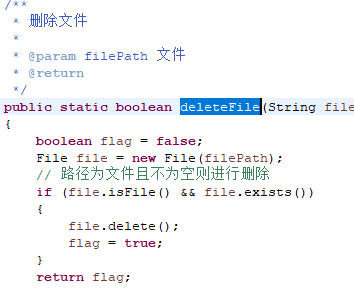 /**
 * 删除文件
 *
 * @param filePath 文件
 * @return
 */
public static boolean deleteFile(String file
{
    boolean flag = false;
    File file = new File(filePath);
    // 路径为文件且不为空则进行删除
    if (file.isFile() && file.exists())
    {
        file.delete();
        flag = true;
    }
    return flag;